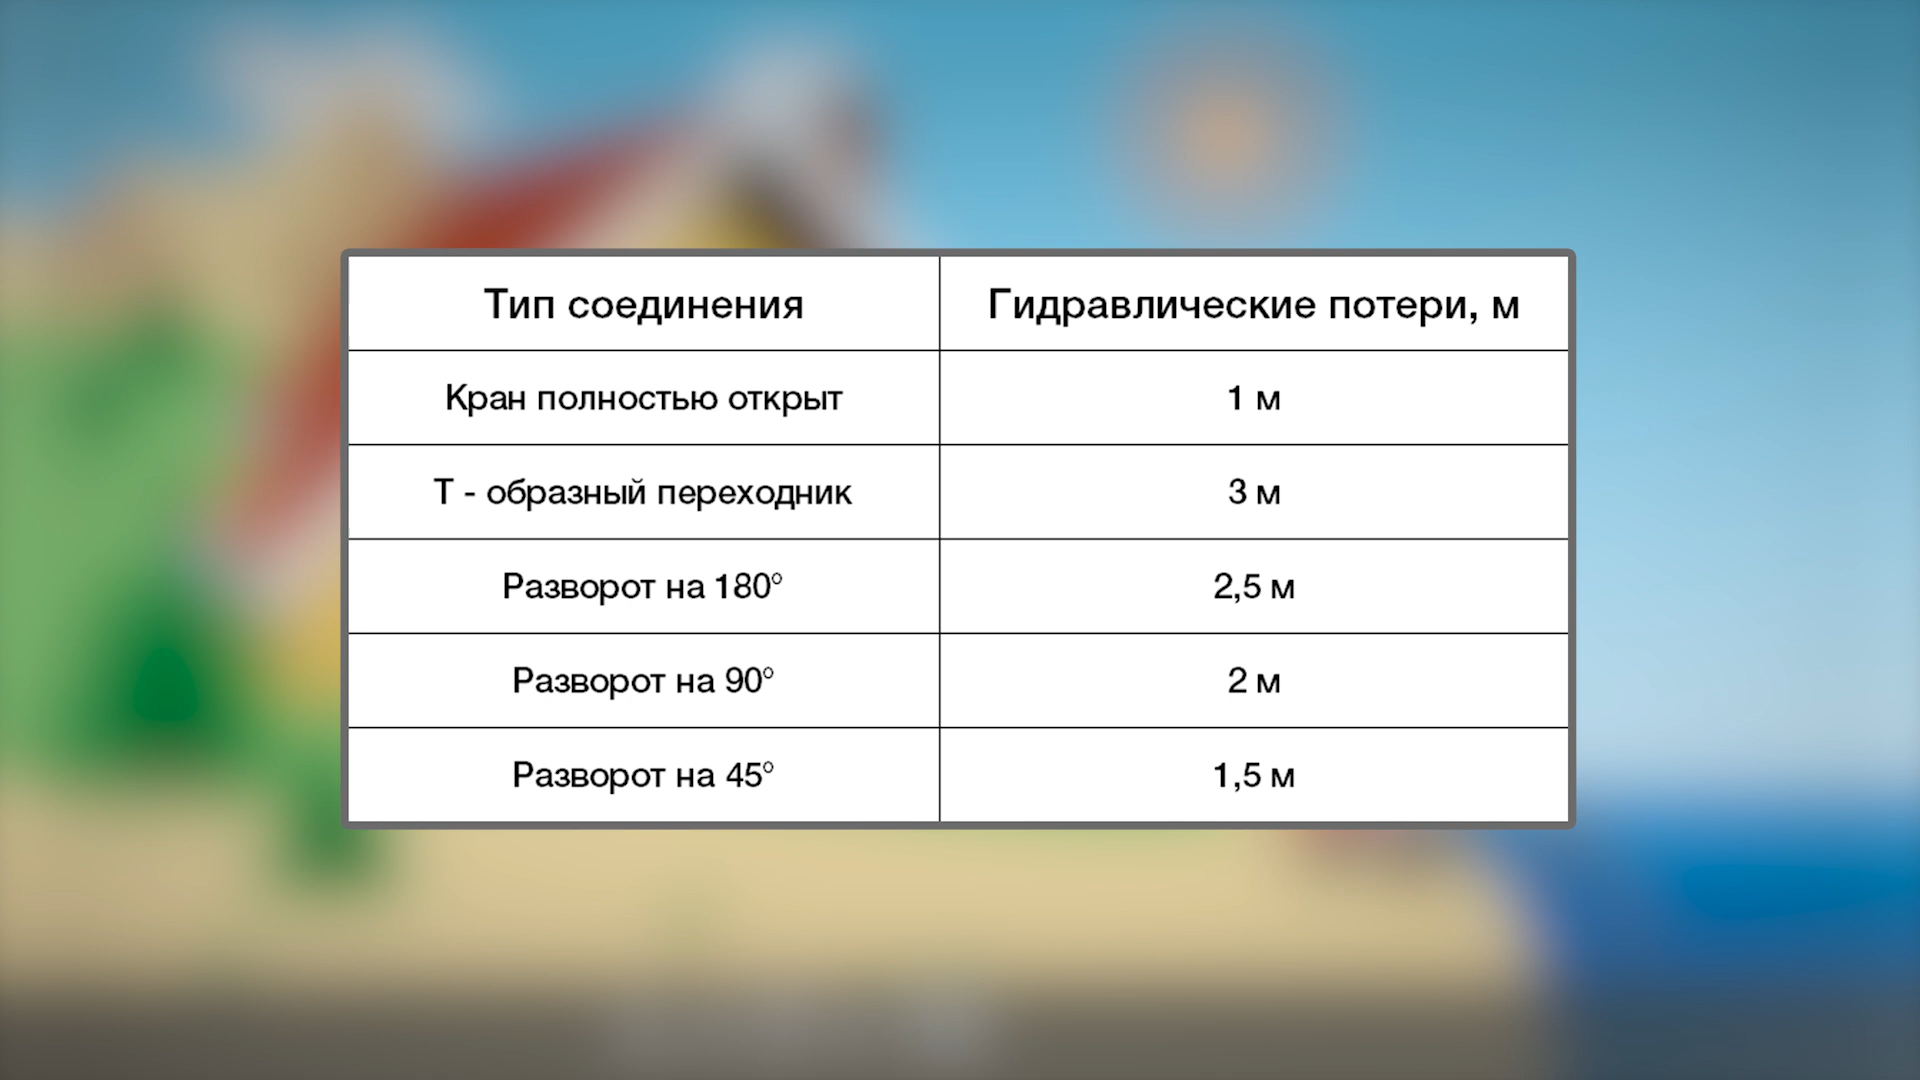 Тип соединения Гидравлические потери, м
Кран полностью открыт 1 м
Т - образный переходник 3 м
Разворот на 180° 2,5 м
Разворот на 90° 2 м
Разворот на 45° 1,5 м